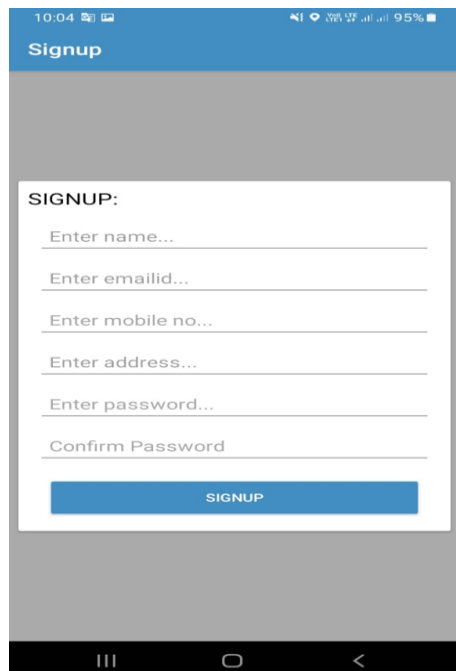 10:04 95%
Signup
SIGNUP:
Enter name...
Enter emailid...
Enter mobile no...
Enter address...
Enter password...
Confirm Password
SIGNUP